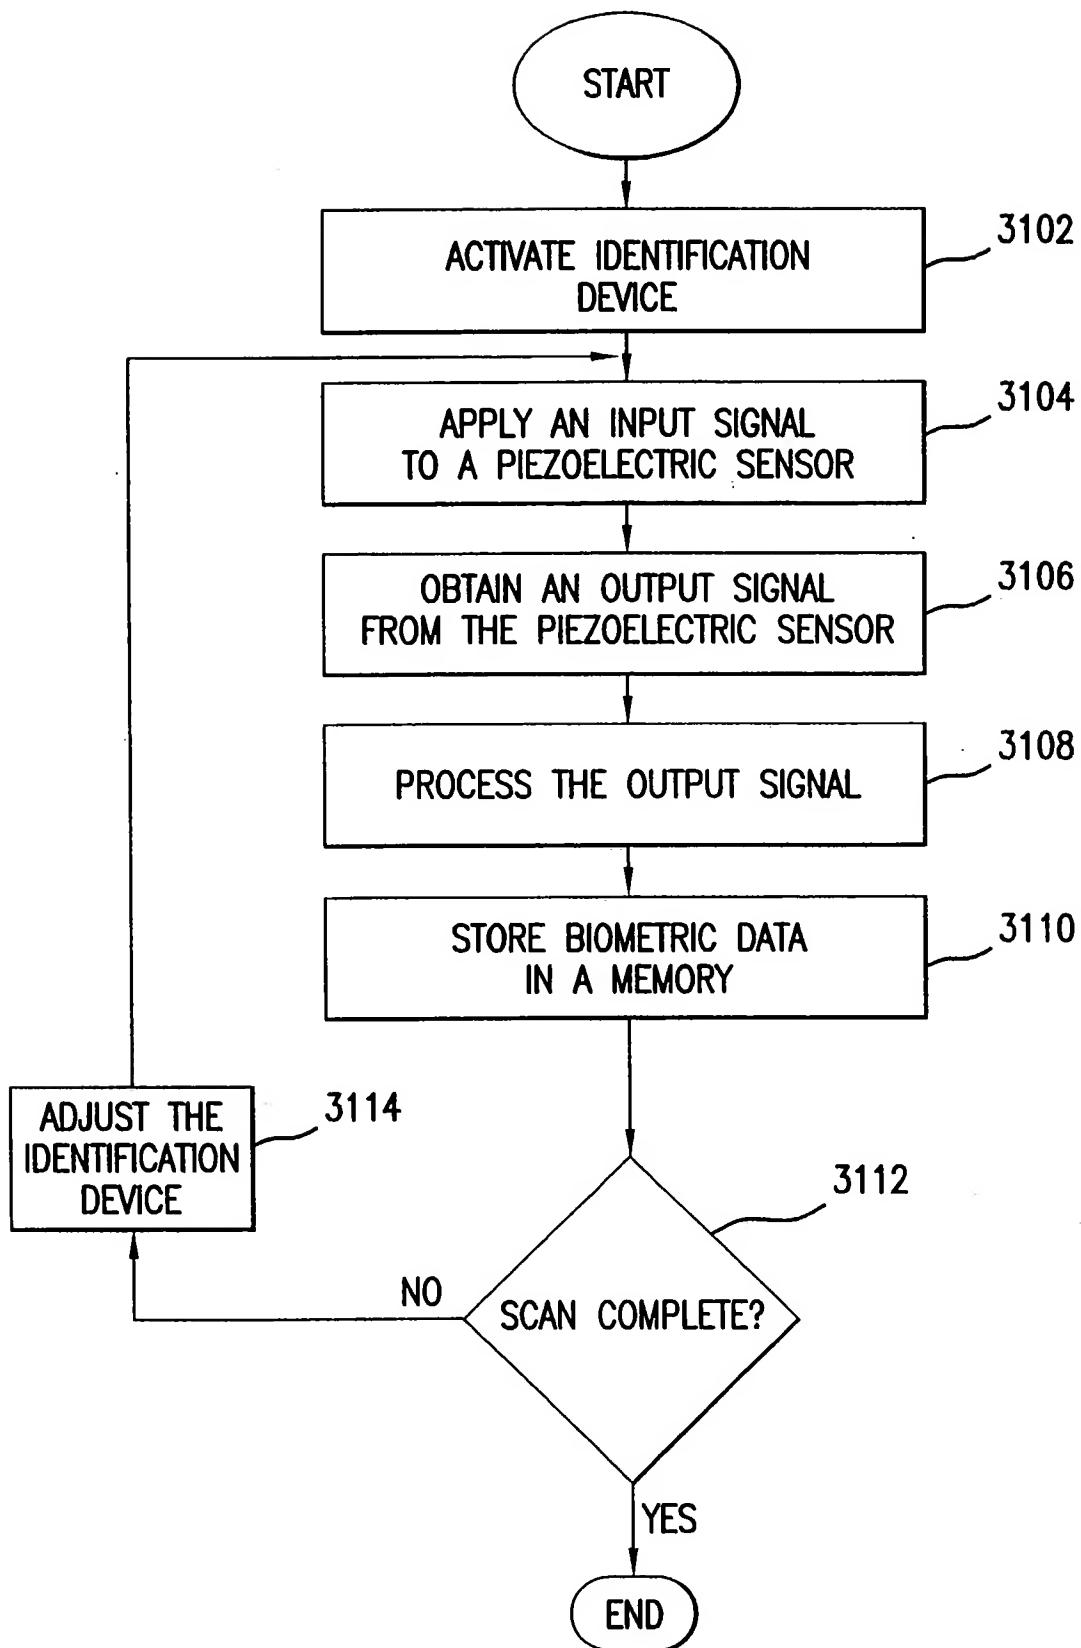 START
3102
ACTIVATE IDENTIFICATION
DEVICE
3104
APPLY AN INPUT SIGNAL
TO A PIEZOELECTRIC SENSOR
3106
OBTAIN AN OUTPUT SIGNAL
FROM THE PIEZOELECTRIC SENSOR
3108
PROCESS THE OUTPUT SIGNAL
3110
STORE BIOMETRIC DATA
IN A MEMORY
3114
ADJUST THE
IDENTIFICATION
DEVICE
3112
NO
SCAN COMPLETE?
YES
END